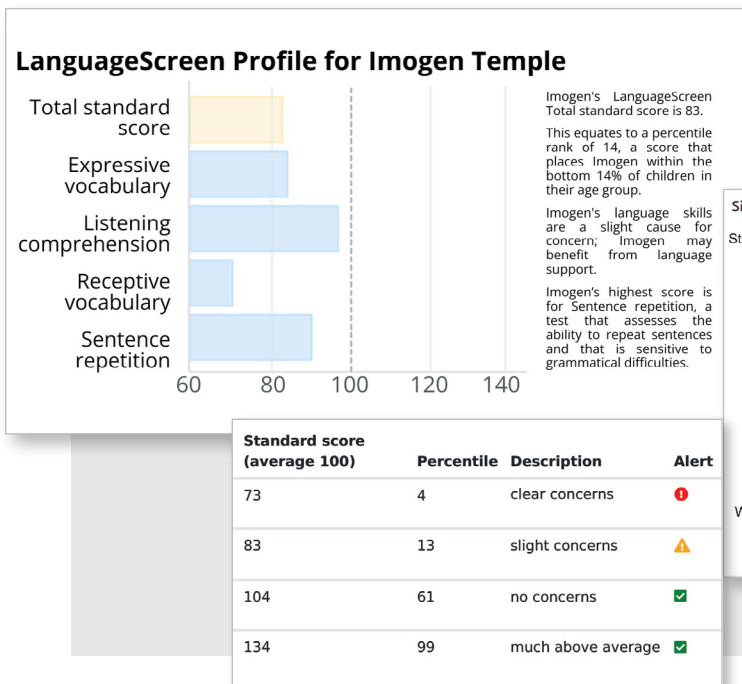 LanguageScreen Profile for Imogen Temple
Total standard
score
Expressive
vocabulary
Listening
comprehension
Receptive
vocabulary
Sentence
repetition
60 80 100 120 140
Imogen's LanguageScreen
Total standard score is 83.
This equates to a percentile
rank of 14, a score that
places Imogen within the
bottom 14% of children in
their age group.
Imogen's language skills
are a slight cause for
concern; Imogen may
benefit from language
support.
Imogen's highest score is
for Sentence repetition, a
test that assesses the
ability to repeat sentences
and that is sensitive to
grammatical difficulties.
Standard score
(average 100) Percentile Description Alert
73 4 clear concerns
83 13 slight concerns
104 61 no concerns
134 99 much above average